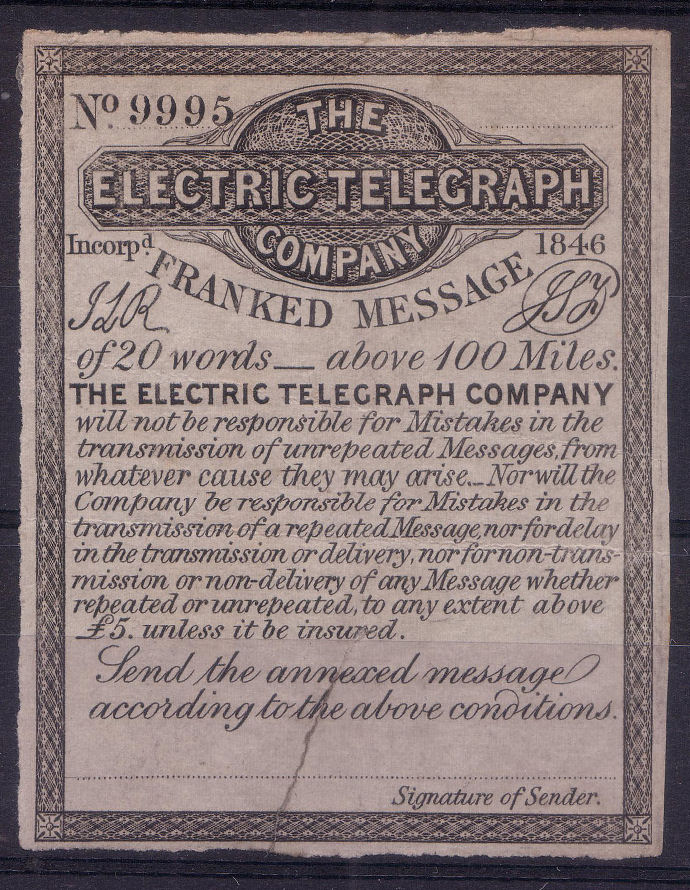 No. 9995
THE
ELECTRIC TELEGRAPH
COMPANY
Incorpd. 1846
FRANKED MESSAGE
of 20 words — above 100 Miles.
THE ELECTRIC TELEGRAPH COMPANY
will not be responsible for Mistakes in the
transmission of unrepeated Messages, from
whatever cause they may arise. — Nor will the
Company be responsible for Mistakes in the
transmission of a repeated Message, nor for delay
in the transmission or delivery, nor for non-trans-
mission or non-delivery of any Message whether
repeated or unrepeated, to any extent above
£5. unless it be insured.
Send the annexed message
according to the above conditions.
Signature of Sender.